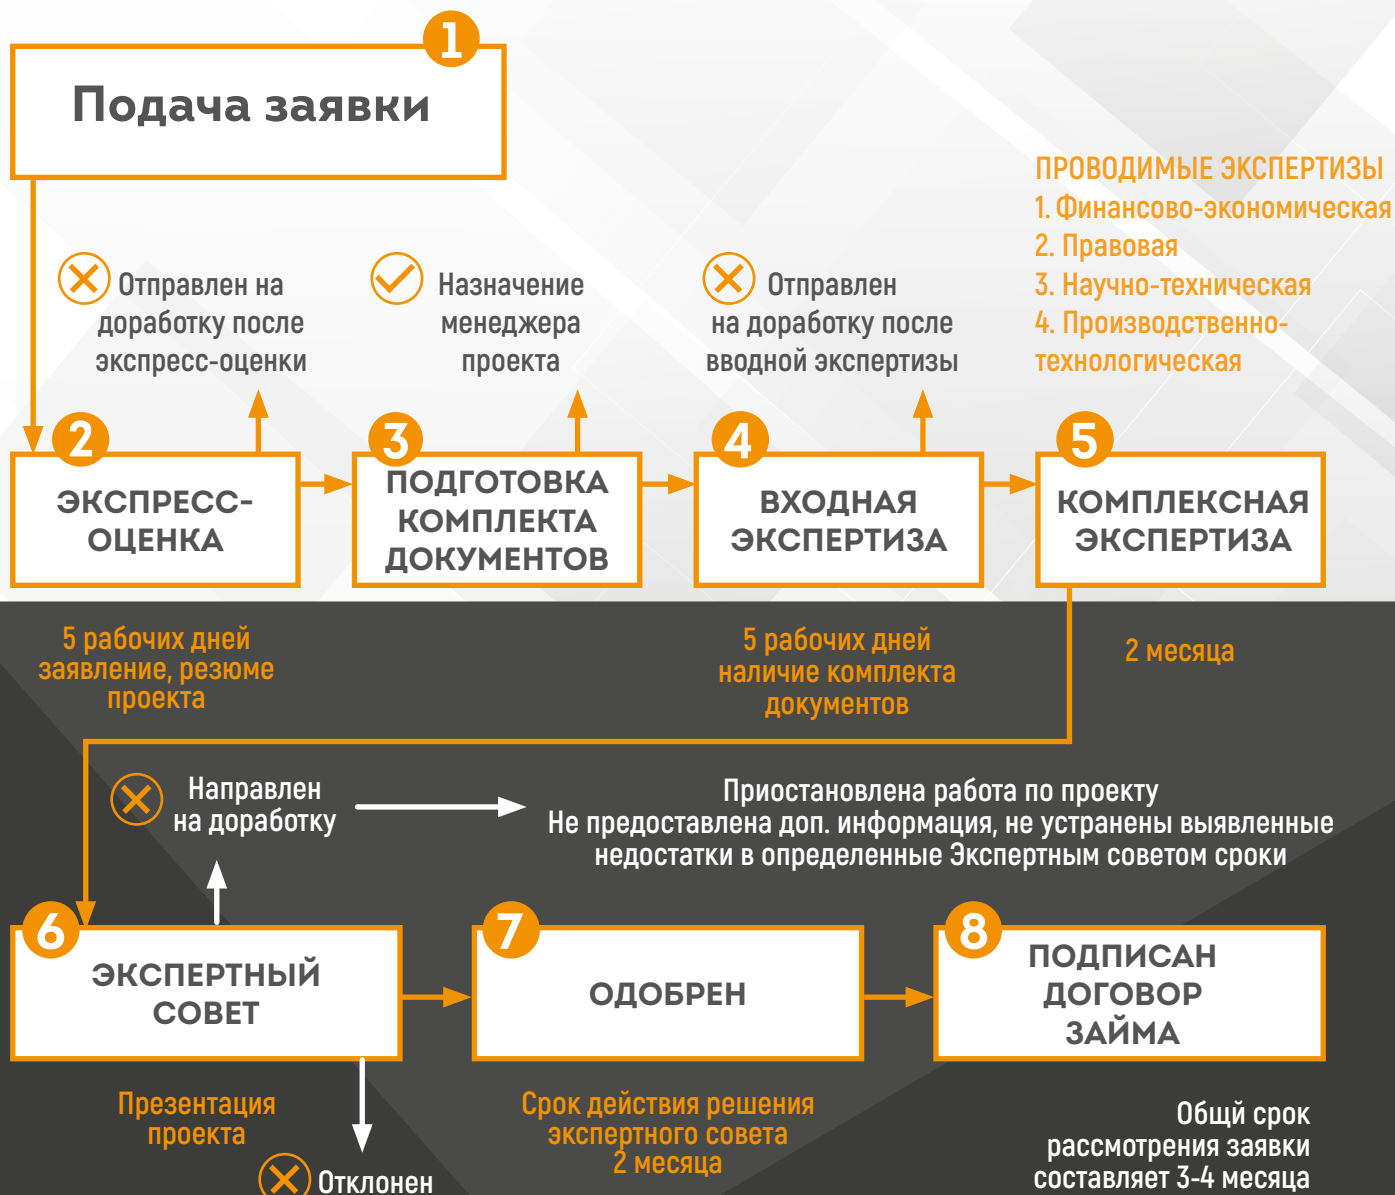 1
Подача заявки
ПРОВОДИМЫЕ ЭКСПЕРТИЗЫ
1. Финансово-экономическая
2. Правовая
3. Научно-техническая
4. Производственно-
технологическая
Отправлен на
доработку после
экспресс-оценки
Назначение
менеджера
проекта
Отправлен
на доработку после
вводной экспертизы
2
ЭКСПРЕСС-
ОЦЕНКА
3
ПОДГОТОВКА
КОМПЛЕКТА
ДОКУМЕНТОВ
4
ВХОДНАЯ
ЭКСПЕРТИЗА
5
КОМПЛЕКСНАЯ
ЭКСПЕРТИЗА
5 рабочих дней
заявление, резюме
проекта
5 рабочих дней
наличие комплекта
документов
2 месяца
Направлен
на доработку
Приостановлена работа по проекту
Не предоставлена доп. информация, не устранены выявленные
недостатки в определенные Экспертным советом сроки
6
ЭКСПЕРТНЫЙ
СОВЕТ
7
ОДОБРЕН
8
ПОДПИСАН
ДОГОВОР
ЗАЙМА
Презентация
проекта
Отклонен
Срок действия решения
экспертного совета
2 месяца
Общй срок
рассмотрения заявки
составляет 3-4 месяца